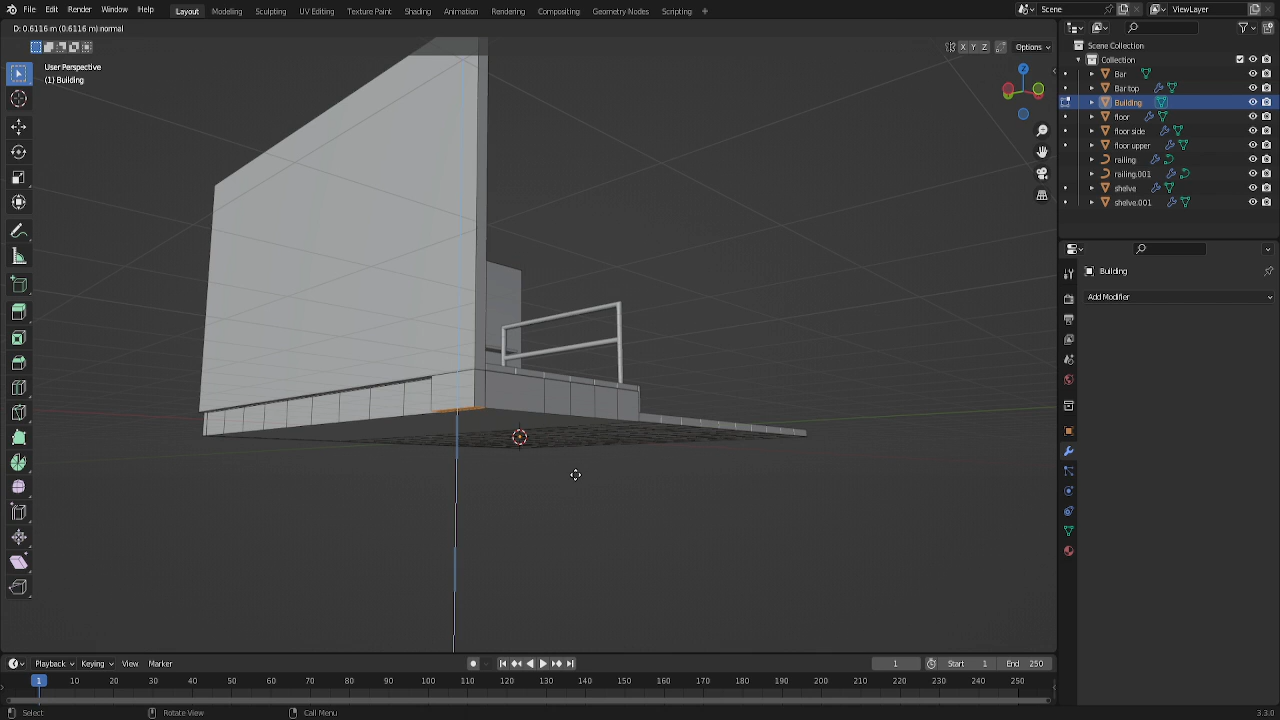 File Edit Render Window Help Layout Modeling Sculpting UV Editing Texture Paint Shading Animation Rendering Compositing Geometry Nodes Scripting + Scene ViewLayer
D: 0.6116 m (0.6116 m) normal
X Y Z Options
User Perspective
(1) Building
Z
Scene Collection
Collection
Bar
Bar top
Building
floor
floor side
floor upper
railing
railing.001
shelve
shelve.001
Building
Add Modifier
Playback Keying View Marker 1 Start 1 End 250
1 10 20 30 40 50 60 70 80 90 100 110 120 130 140 150 160 170 180 190 200 210 220 230 240 250
Select Rotate View Call Menu 3.3.0